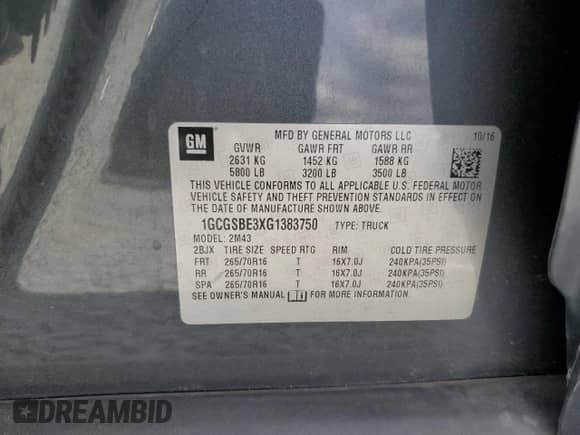 GM
MFD BY GENERAL MOTORS LLC 10/16
GVWR GAWR FRT GAWR RR
2631 KG 1452 KG 1588 KG
5800 LB 3200 LB 3500 LB
THIS VEHICLE CONFORMS TO ALL APPLICABLE U.S. FEDERAL MOTOR
VEHICLE SAFETY AND THEFT PREVENTION STANDARDS IN EFFECT ON
THE DATE OF MANUFACTURE SHOWN ABOVE.
1GCGSBE3XG1383750 TYPE: TRUCK
MODEL: 2M43
2BJX TIRE SIZE SPEED RTG RIM COLD TIRE PRESSURE
FRT 265/70R16 T 16X7.0J 240KPA(35PSI)
RR 265/70R16 T 16X7.0J 240KPA(35PSI)
SPA 265/70R16 T 16X7.0J 240KPA(35PSI)
SEE OWNER'S MANUAL FOR MORE INFORMATION.
DREAMBID